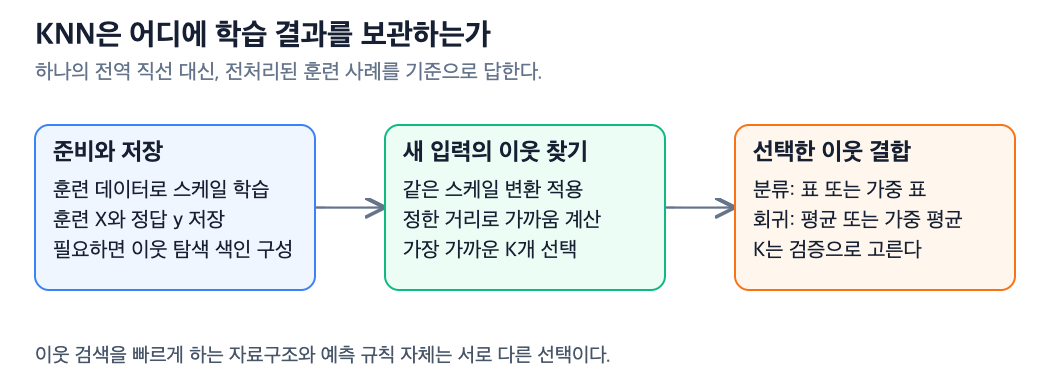 KNN은 어디에 학습 결과를 보관하는가
하나의 전역 직선 대신, 전처리된 훈련 사례를 기준으로 답한다.
준비와 저장
훈련 데이터로 스케일 학습
훈련 X와 정답 y 저장
필요하면 이웃 탐색 색인 구성
새 입력의 이웃 찾기
같은 스케일 변환 적용
정한 거리로 가까움 계산
가장 가까운 K개 선택
선택한 이웃 결합
분류: 표 또는 가중 표
회귀: 평균 또는 가중 평균
K는 검증으로 고른다
이웃 검색을 빠르게 하는 자료구조와 예측 규칙 자체는 서로 다른 선택이다.